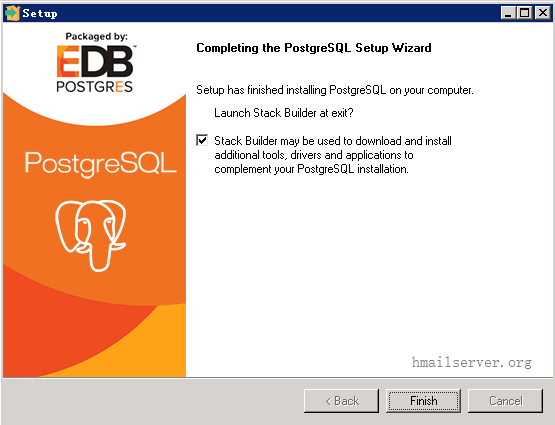 Setup
Packaged by:
EDB™
POSTGRES
PostgreSQL
Completing the PostgreSQL Setup Wizard
Setup has finished installing PostgreSQL on your computer.
Launch Stack Builder at exit?
Stack Builder may be used to download and install
additional tools, drivers and applications to
complement your PostgreSQL installation.
hmailserver.org
< Back
Finish
Cancel